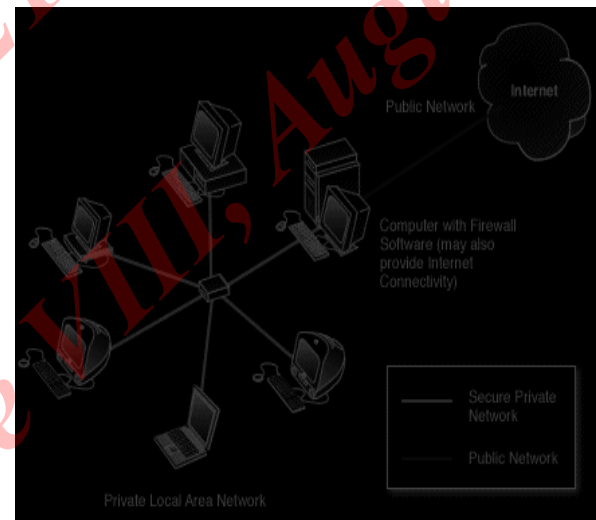 Internet
Public Network
Computer with Firewall
Software (may also
provide Internet
Connectivity)
Secure Private
Network
Public Network
Private Local Area Network
VIII, Aug